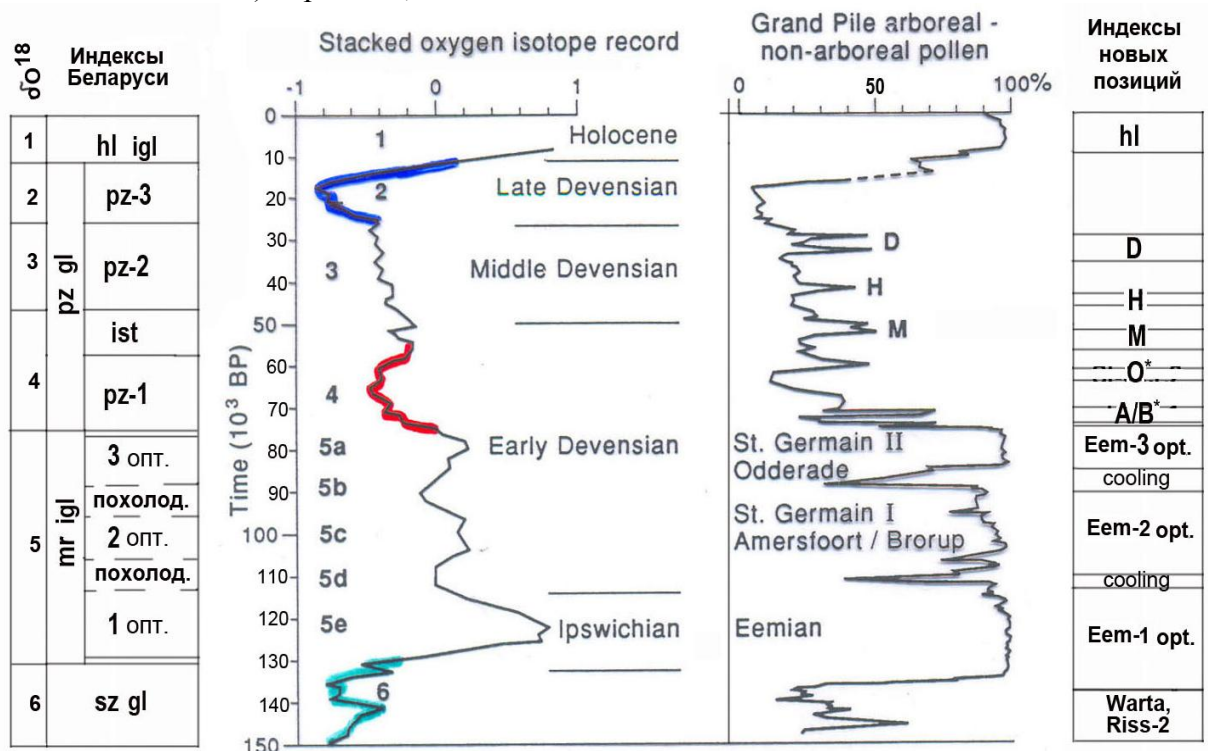 δO18
Индексы
Беларуси
1
hl igl
2
pz-3
3
pz-2
pz gl
ist
4
pz-1
3 опт.
похолод.
5
mr igl
2 опт.
похолод.
1 опт.
6
sz gl
Stacked oxygen isotope record
-1 0 1
Time (10³ BP)
0
10
20
30
40
50
60
70
80
90
100
110
120
130
140
150
1
2
3
4
5a
5b
5c
5d
5e
6
Holocene
Late Devensian
Middle Devensian
Early Devensian
Ipswichian
Grand Pile arboreal -
non-arboreal pollen
0 50 100%
D
H
M
St. Germain II
Odderade
St. Germain I
Amersfoort / Brorup
Eemian
Индексы
новых
позиций
hl
D
H
M
O*
A/B*
Eem-3 opt.
cooling
Eem-2 opt.
cooling
Eem-1 opt.
Warta,
Riss-2